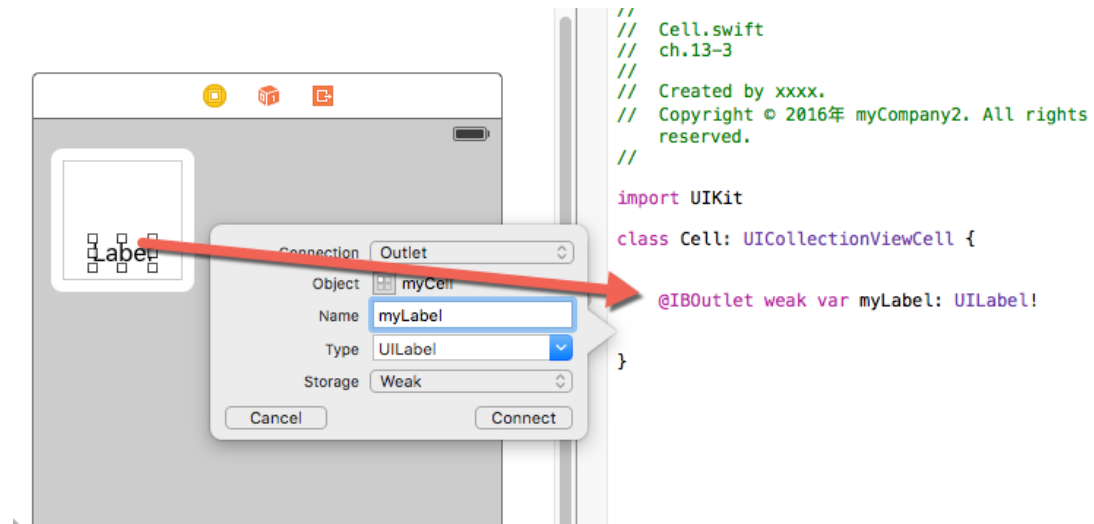 //
// Cell.swift
// ch.13-3
//
// Created by xxxx.
// Copyright © 2016年 myCompany2. All rights
reserved.
//
import UIKit
class Cell: UICollectionViewCell {
@IBOutlet weak var myLabel: UILabel!
}
Label
Connection Outlet
Object myCell
Name myLabel
Type UILabel
Storage Weak
Cancel Connect